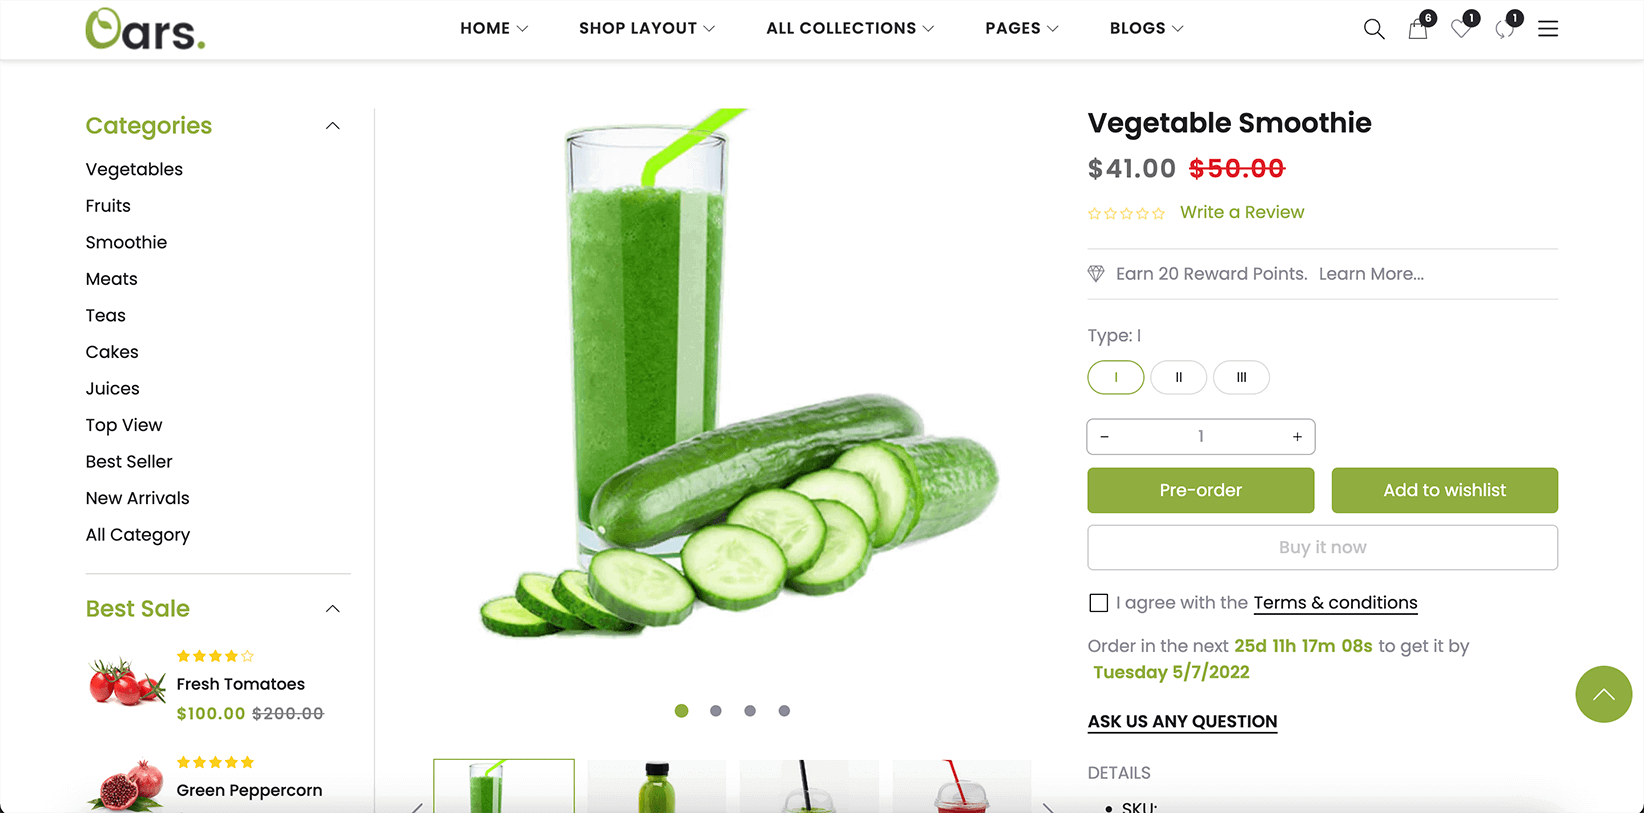 Oars.
HOME
SHOP LAYOUT
ALL COLLECTIONS
PAGES
BLOGS
6
1
1
Categories
Vegetables
Fruits
Smoothie
Meats
Teas
Cakes
Juices
Top View
Best Seller
New Arrivals
All Category
Best Sale
Fresh Tomatoes
$100.00 $200.00
Green Peppercorn
Vegetable Smoothie
$41.00 $50.00
Write a Review
Earn 20 Reward Points. Learn More...
Type: I
I
II
III
− 1 +
Pre-order
Add to wishlist
Buy it now
I agree with the Terms & conditions
Order in the next 25d 11h 17m 08s to get it by
Tuesday 5/7/2022
ASK US ANY QUESTION
DETAILS
• SKU: